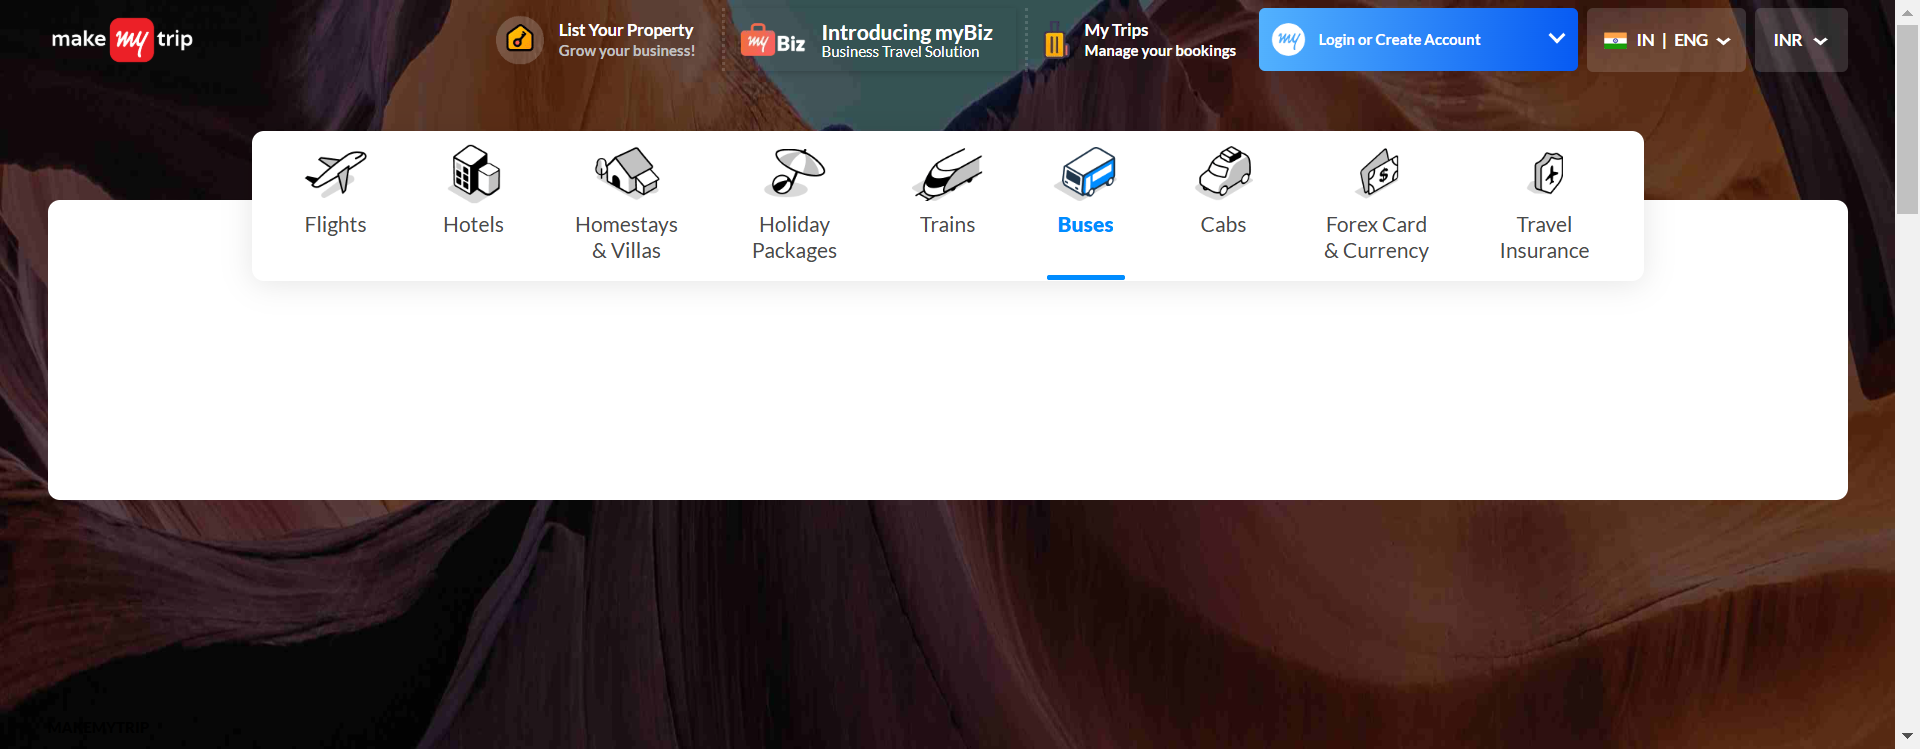 make my trip
List Your Property
Grow your business!
my Biz
Introducing myBiz
Business Travel Solution
My Trips
Manage your bookings
my
Login or Create Account
IN | ENG
INR
Flights
Hotels
Homestays
& Villas
Holiday
Packages
Trains
Buses
Cabs
Forex Card
& Currency
Travel
Insurance
MAKEMYTRIP